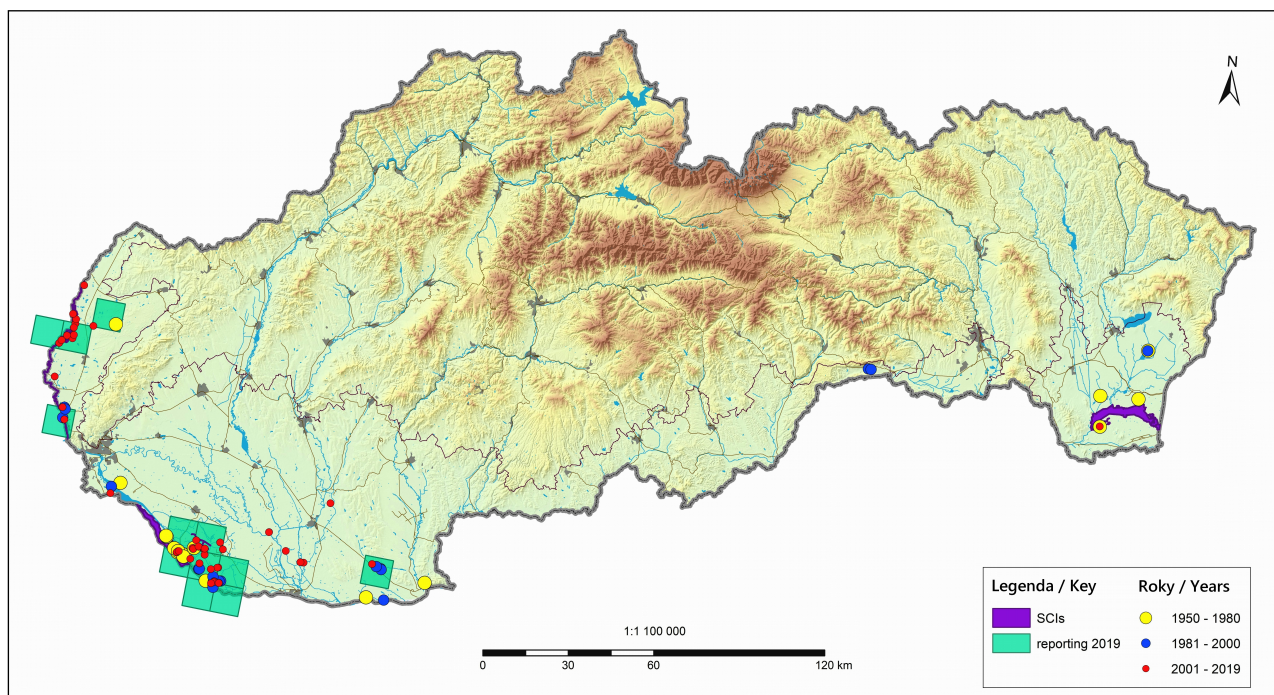 N
Legenda / Key
Roky / Years
SCIs
reporting 2019
1950 - 1980
1981 - 2000
2001 - 2019
1:1 100 000
0
30
60
120 km